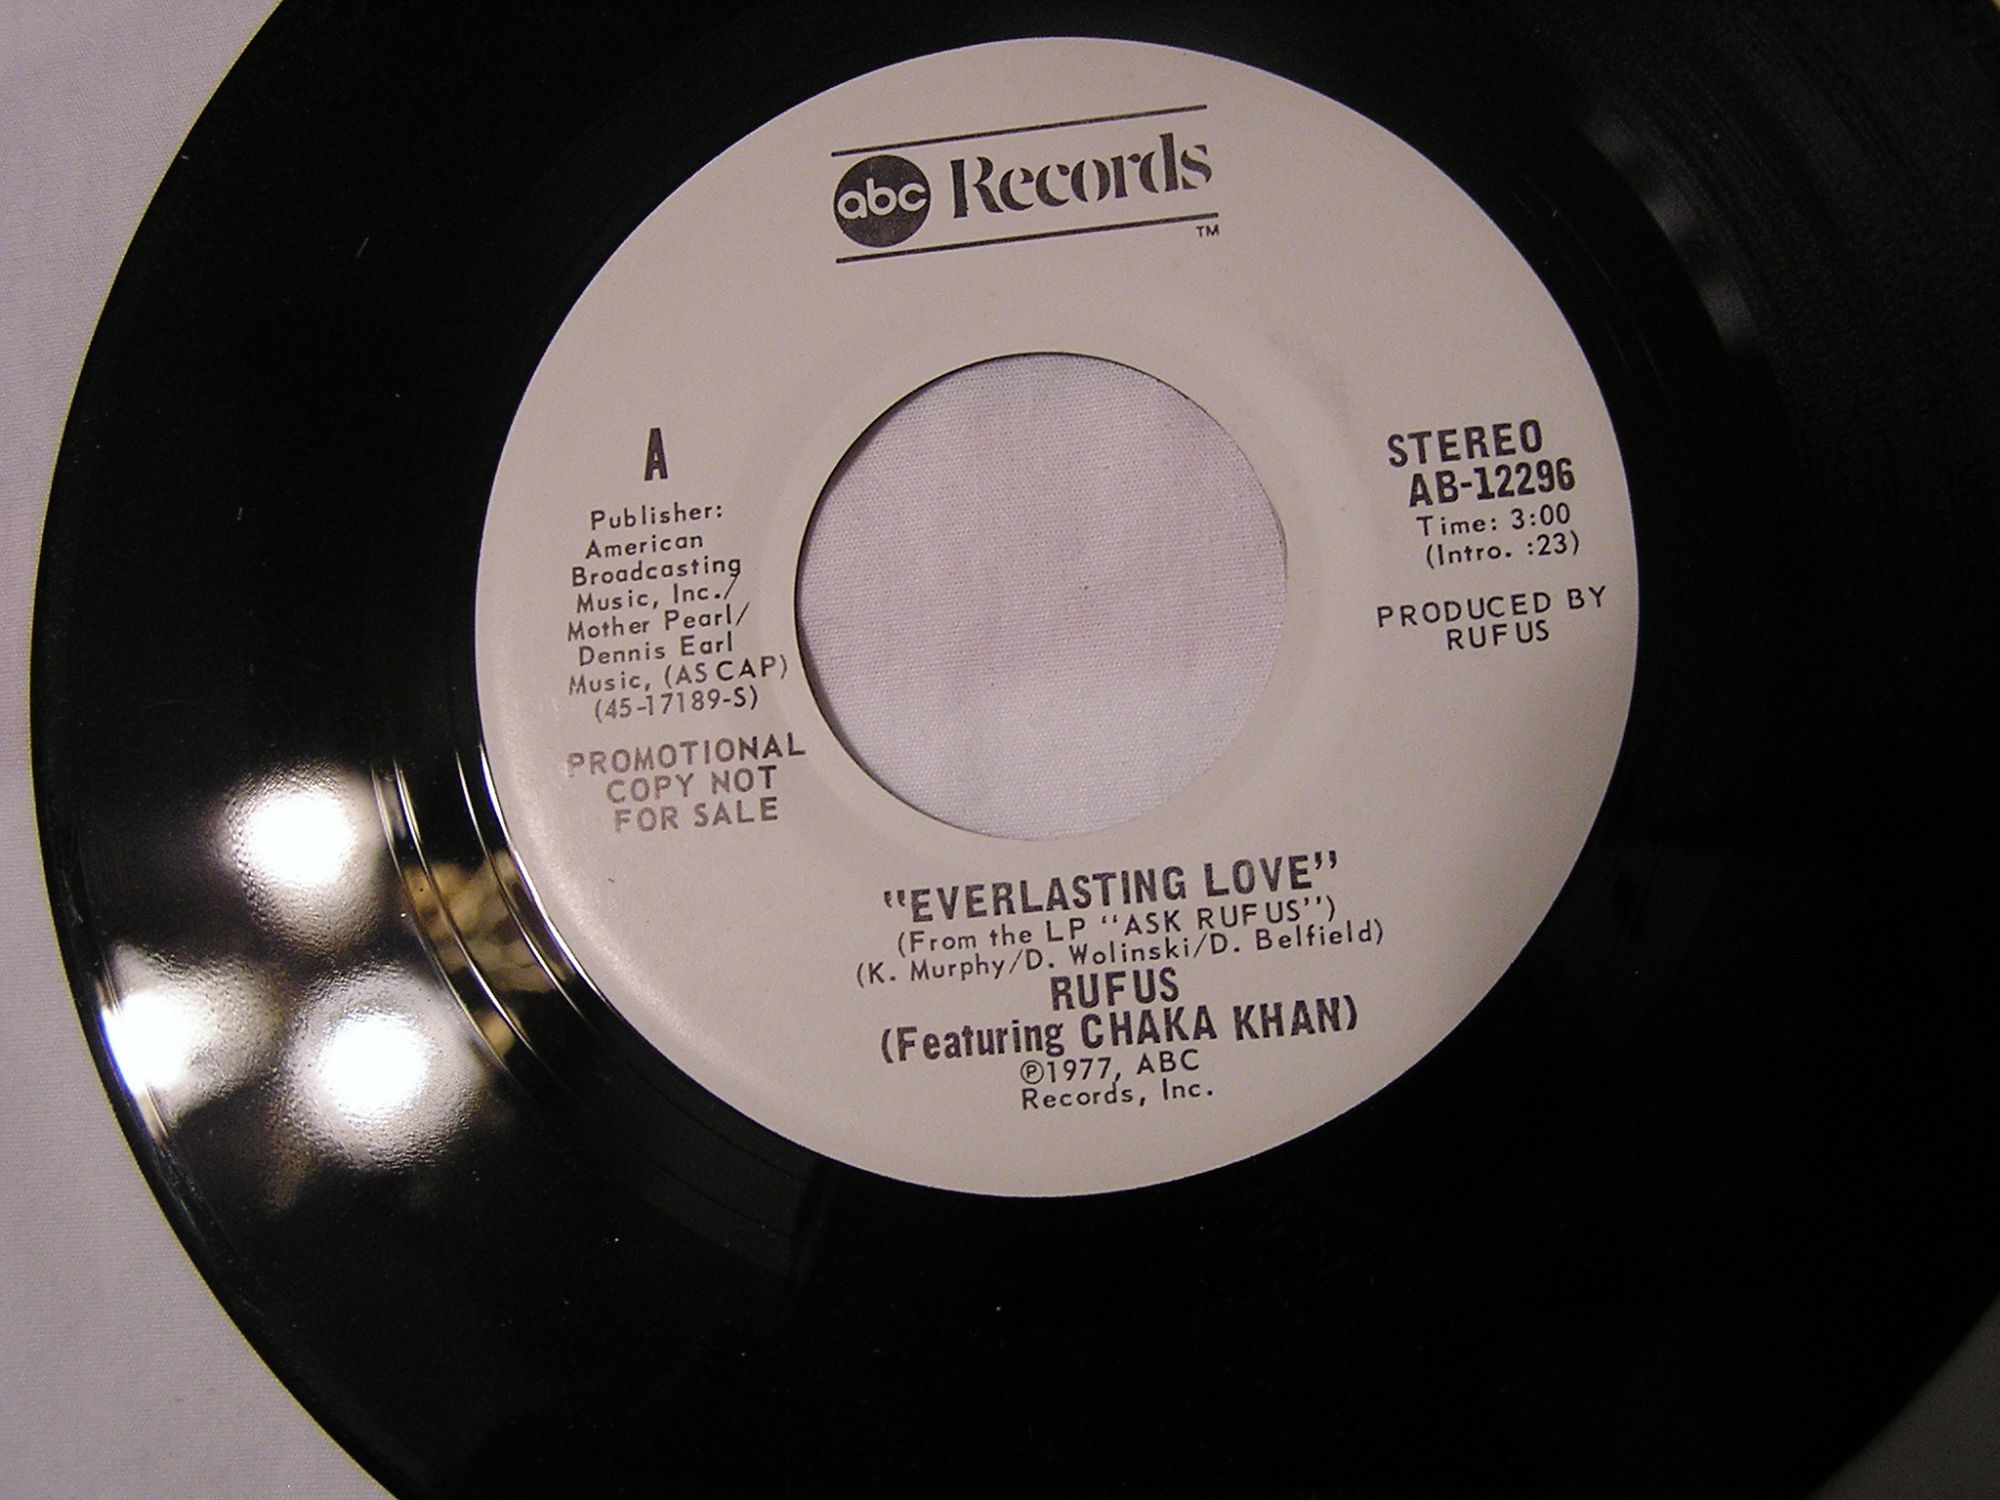 abc Records
TM
A
Publisher:
American
Broadcasting
Music, Inc./
Mother Pearl/
Dennis Earl
Music, (ASCAP)
(45-17189-S)
PROMOTIONAL
COPY NOT
FOR SALE
STEREO
AB-12296
Time: 3:00
(Intro. :23)
PRODUCED BY
RUFUS
"EVERLASTING LOVE"
(From the LP "ASK RUFUS")
(K. Murphy/D. Wolinski/D. Belfield)
RUFUS
(Featuring CHAKA KHAN)
℗1977, ABC
Records, Inc.